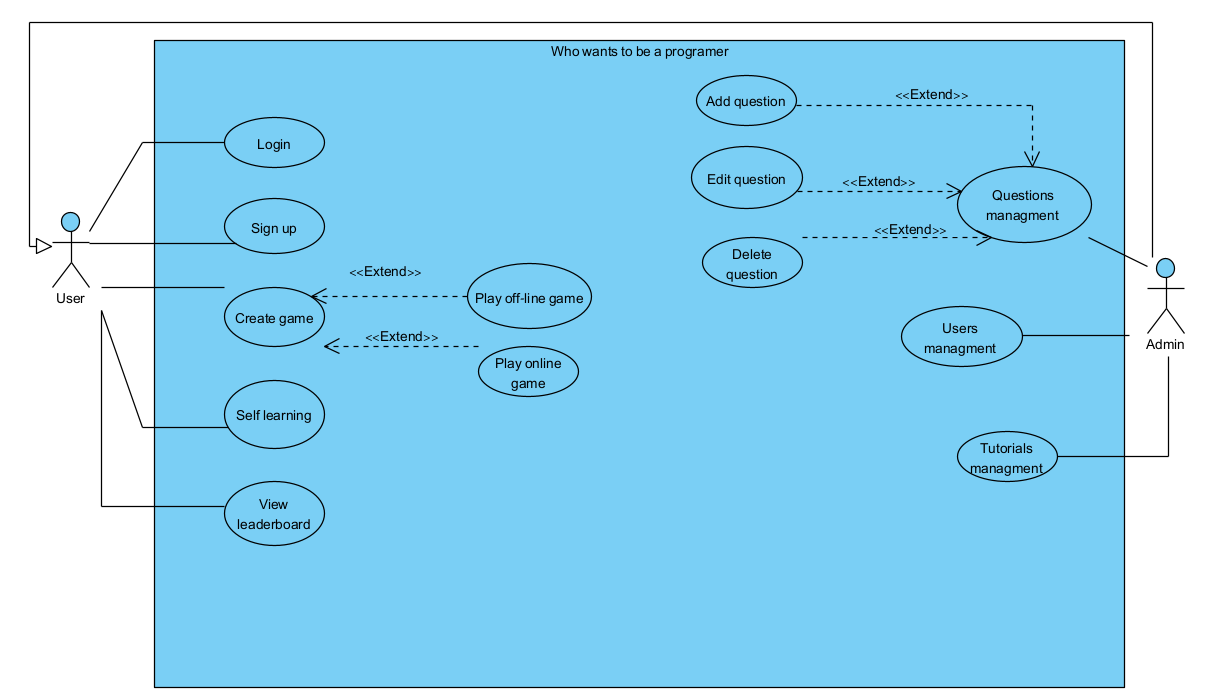 Who wants to be a programer
Add question
<<Extend>>
Login
Edit question
<<Extend>>
Questions
managment
Sign up
<<Extend>>
Delete
question
User
<<Extend>>
Play off-line game
Create game
<<Extend>>
Play online
game
Users
managment
Admin
Self learning
Tutorials
managment
View
leaderboard